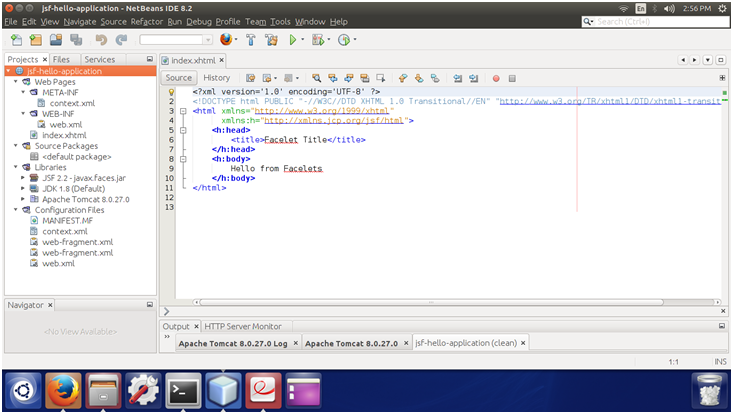 jsf-hello-application - NetBeans IDE 8.2
En
2:56 PM
File Edit View Navigate Source Refactor Run Debug Profile Team Tools Window Help
Search (Ctrl+I)
Projects
Files
Services
jsf-hello-application
Web Pages
META-INF
context.xml
WEB-INF
web.xml
index.xhtml
Source Packages
<default package>
Libraries
JSF 2.2 - javax.faces.jar
JDK 1.8 (Default)
Apache Tomcat 8.0.27.0
Configuration Files
MANIFEST.MF
context.xml
web-fragment.xml
web-fragment.xml
web.xml
Navigator
<No View Available>
index.xhtml
Source
History
1 <?xml version='1.0' encoding='UTF-8' ?>
2 <!DOCTYPE html PUBLIC "-//W3C//DTD XHTML 1.0 Transitional//EN" "http://www.w3.org/TR/xhtml1/DTD/xhtml1-transit
3 <html xmlns="http://www.w3.org/1999/xhtml"
4 xmlns:h="http://xmlns.jcp.org/jsf/html">
5 <h:head>
6 <title>Facelet Title</title>
7 </h:head>
8 <h:body>
9 Hello from Facelets
10 </h:body>
11 </html>
12
13
Output
HTTP Server Monitor
Apache Tomcat 8.0.27.0 Log
Apache Tomcat 8.0.27.0
jsf-hello-application (clean)
1:1
INS